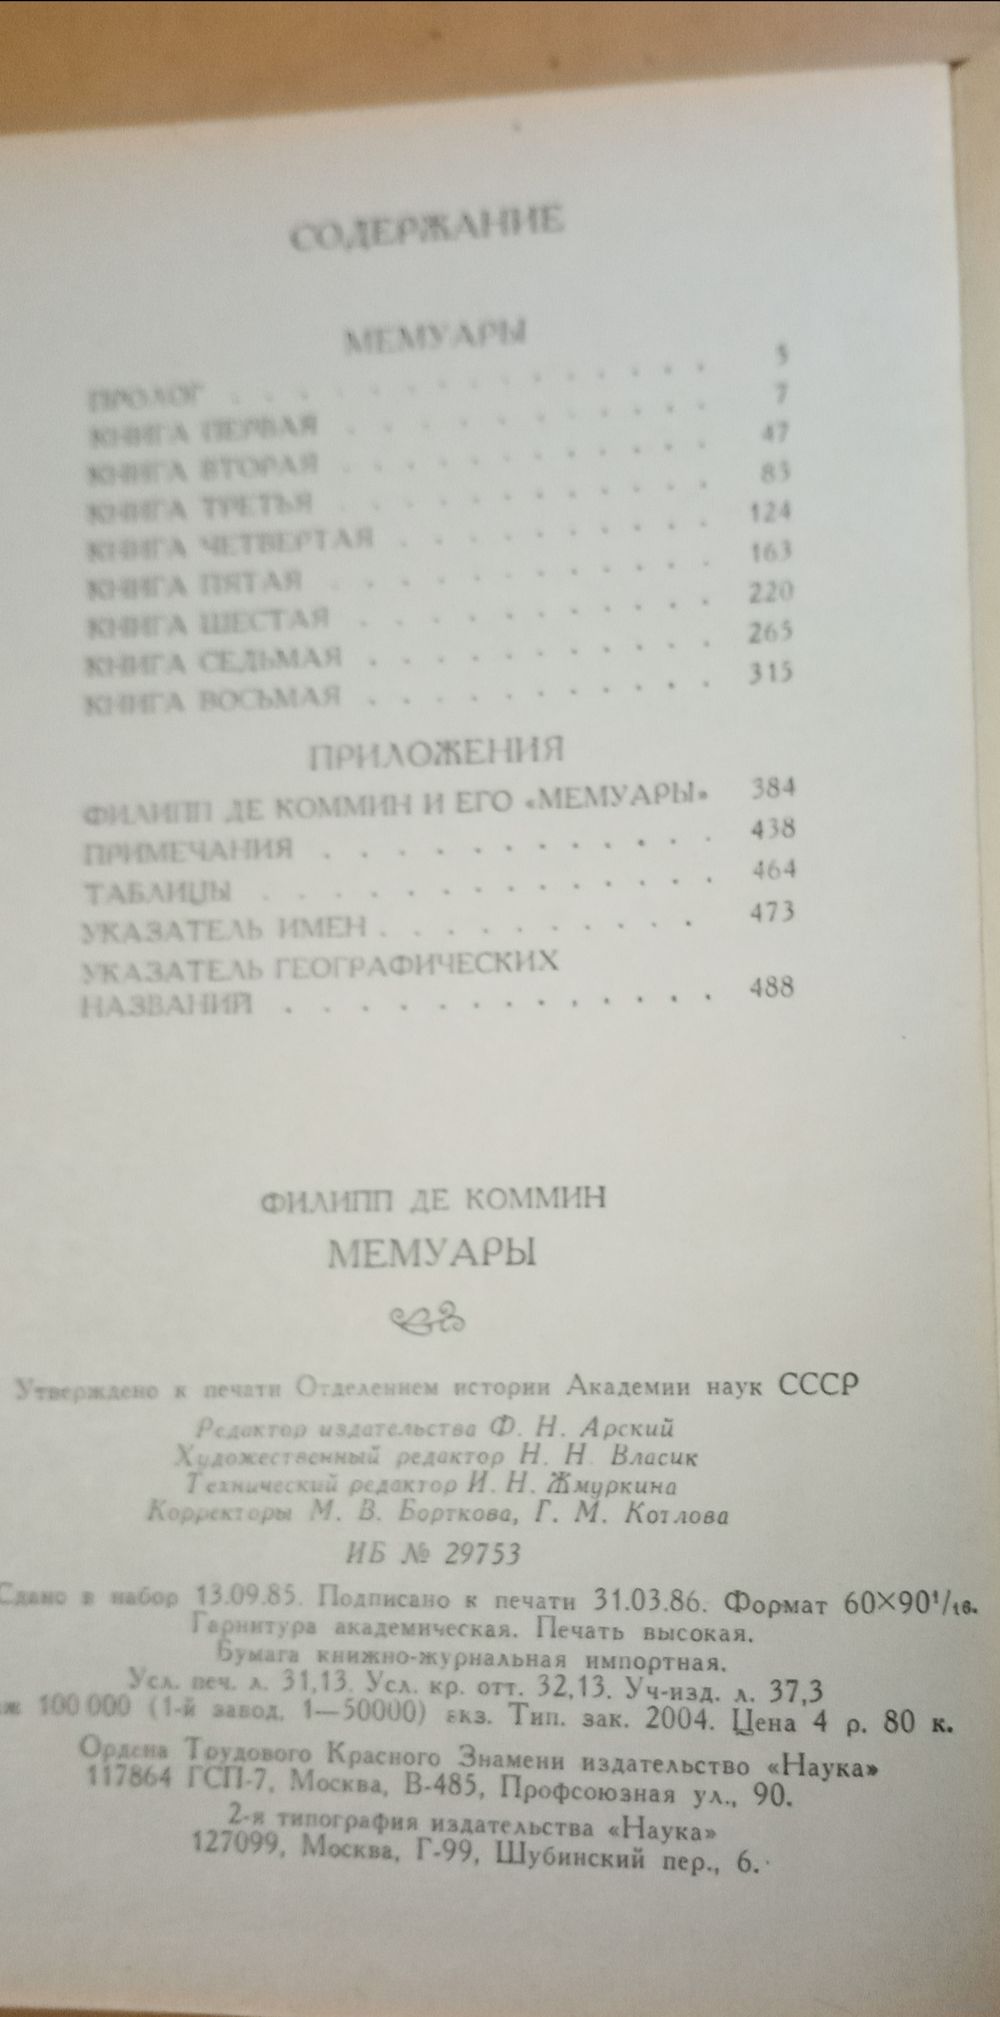 СОДЕРЖАНИЕ
МЕМУАРЫ
ПРОЛОГ . . . . . . . . . . . . . 5
КНИГА ПЕРВАЯ . . . . . . . . . . 7
КНИГА ВТОРАЯ . . . . . . . . . . 47
КНИГА ТРЕТЬЯ . . . . . . . . . . 83
КНИГА ЧЕТВЕРТАЯ . . . . . . . . . 124
КНИГА ПЯТАЯ . . . . . . . . . . 163
КНИГА ШЕСТАЯ . . . . . . . . . . 220
КНИГА СЕДЬМАЯ . . . . . . . . . . 265
КНИГА ВОСЬМАЯ . . . . . . . . . . 315
ПРИЛОЖЕНИЯ
ФИЛИПП ДЕ КОММИН И ЕГО «МЕМУАРЫ» 384
ПРИМЕЧАНИЯ . . . . . . . . . . . 438
ТАБЛИЦЫ . . . . . . . . . . . . 464
УКАЗАТЕЛЬ ИМЕН . . . . . . . . . 473
УКАЗАТЕЛЬ ГЕОГРАФИЧЕСКИХ
НАЗВАНИЙ . . . . . . . . . . . . 488
ФИЛИПП ДЕ КОММИН
МЕМУАРЫ
Утверждено к печати Отделением истории Академии наук СССР
Редактор издательства Ф. Н. Арский
Художественный редактор Н. Н. Власик
Технический редактор И. Н. Жмуркина
Корректоры М. В. Борткова, Г. М. Котлова
ИБ № 29753
Сдано в набор 13.09.85. Подписано к печати 31.03.86. Формат 60×90¹/₁₆.
Гарнитура академическая. Печать высокая.
Бумага книжно-журнальная импортная.
Усл. печ. л. 31,13. Усл. кр. отт. 32,13. Уч-изд. л. 37,3
ж 100 000 (1-й завод. 1—50000) экз. Тип. зак. 2004. Цена 4 р. 80 к.
Ордена Трудового Красного Знамени издательство «Наука»
117864 ГСП-7, Москва, В-485, Профсоюзная ул., 90.
2-я типография издательства «Наука»
127099, Москва, Г-99, Шубинский пер., 6.